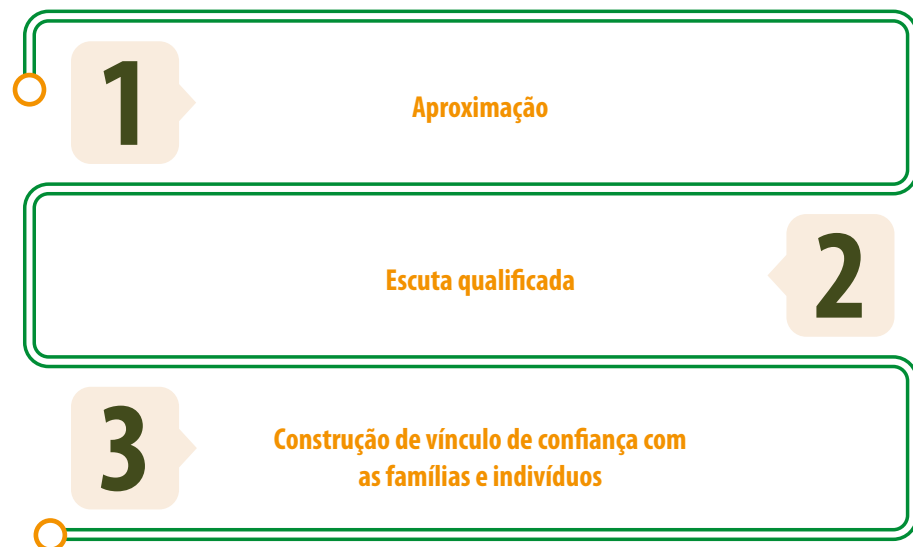 1
Aproximação
Escuta qualificada
2
3
Construção de vínculo de confiança com
as famílias e indivíduos